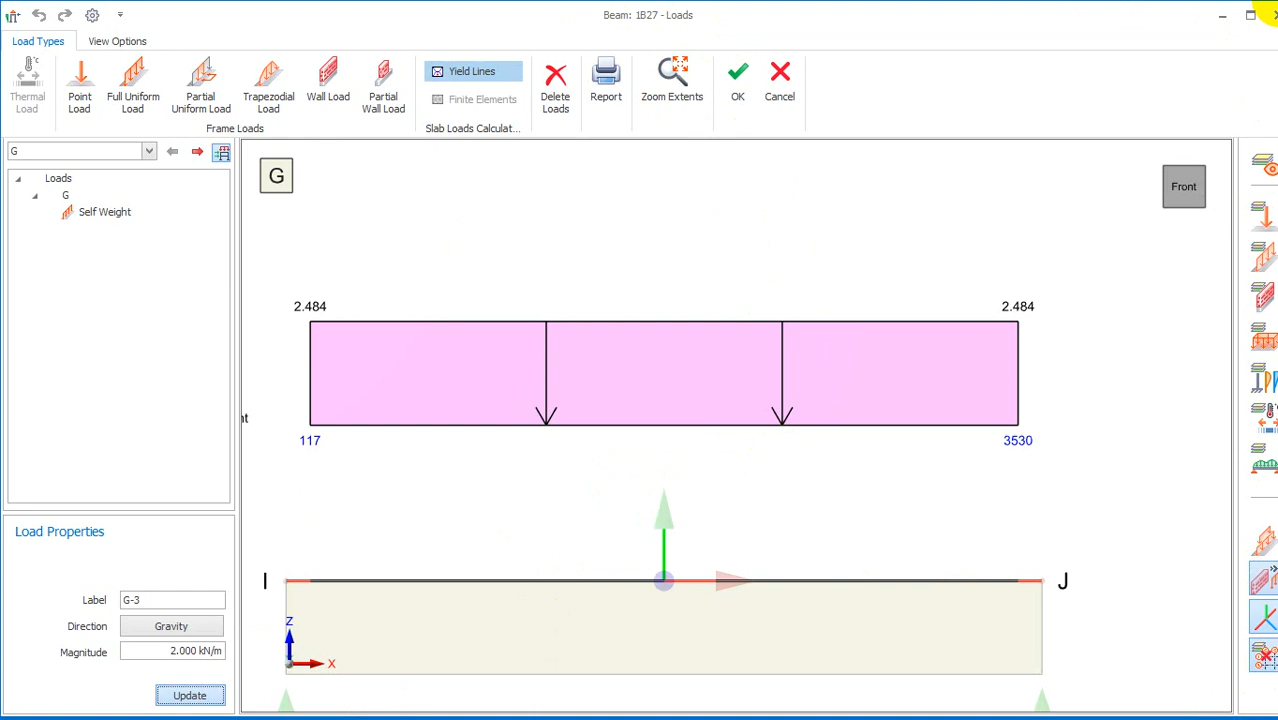 Beam: 1B27 - Loads
Load Types
View Options
Thermal
Load
Point
Load
Full Uniform
Load
Partial
Uniform Load
Trapezodial
Load
Wall Load
Partial
Wall Load
Yield Lines
Finite Elements
Delete
Loads
Report
Zoom Extents
OK
Cancel
Frame Loads
Slab Loads Calculat...
G
Loads
G
Self Weight
G
Front
2.484
2.484
117
3530
I
J
Z
X
Load Properties
Label
G-3
Direction
Gravity
Magnitude
2.000 kN/m
Update